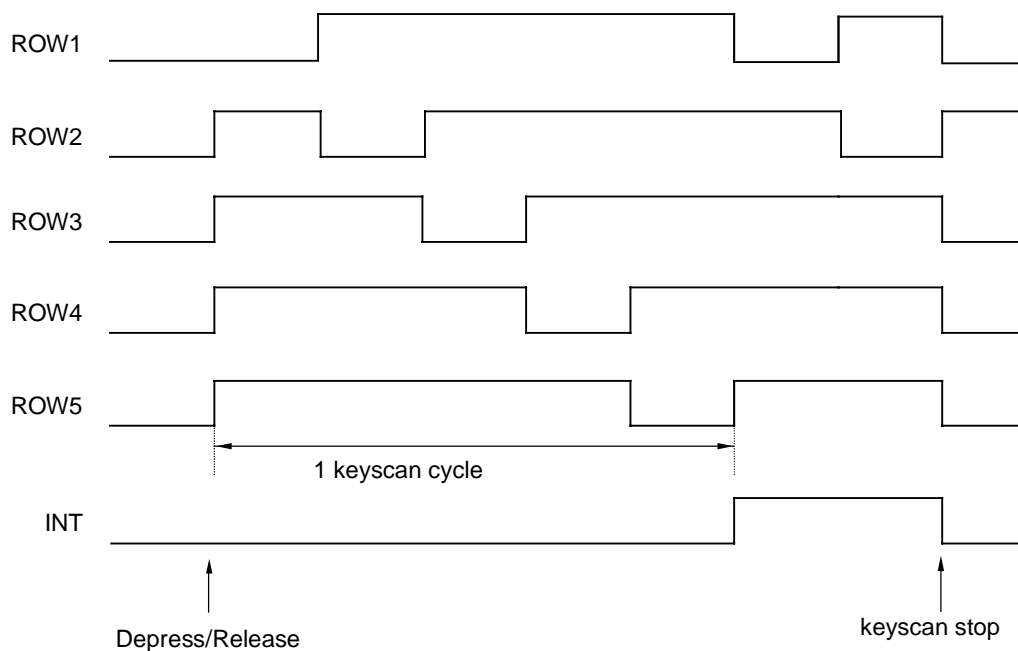 ROW1
ROW2
ROW3
ROW4
ROW5
1 keyscan cycle
INT
Depress/Release
keyscan stop